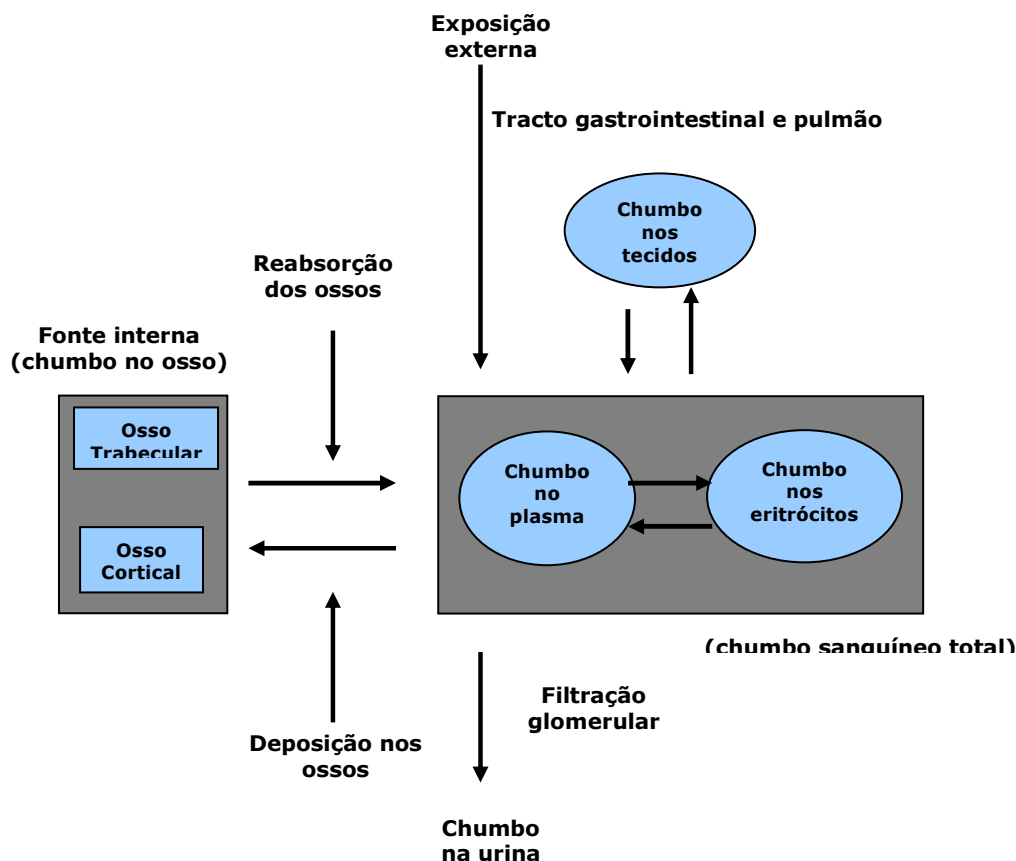 Exposição
externa
Tracto gastrointestinal e pulmão
Chumbo
nos
tecidos
Reabsorção
dos ossos
Fonte interna
(chumbo no osso)
Osso
Trabecular
Osso
Cortical
Chumbo
no
plasma
Chumbo
nos
eritrócitos
(chumbo sanguíneo total)
Filtração
glomerular
Deposição nos
ossos
Chumbo
na urina